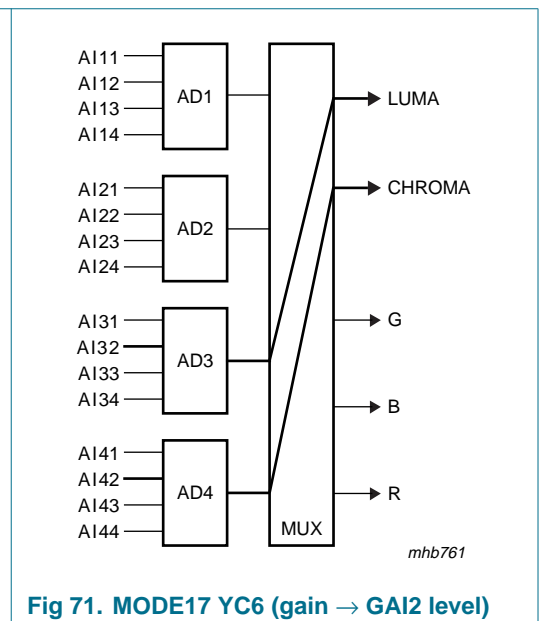 AI11
AI12
AI13
AI14
AD1
AI21
AI22
AI23
AI24
AD2
AI31
AI32
AI33
AI34
AD3
AI41
AI42
AI43
AI44
AD4
MUX
LUMA
CHROMA
G
B
R
mhb761
Fig 71. MODE17 YC6 (gain → GAI2 level)